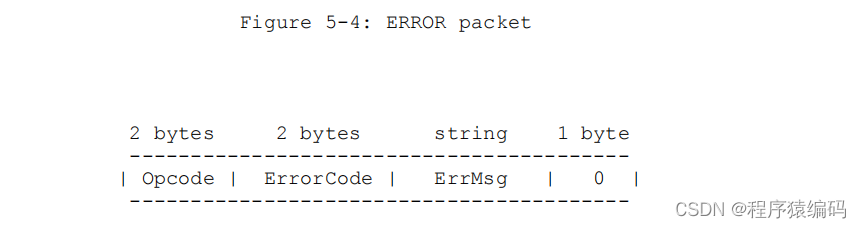 Figure 5-4: ERROR packet
2 bytes 2 bytes string 1 byte
-----------------------------------------
| Opcode | ErrorCode | ErrMsg | 0 |
-----------------------------------------
CSDN @程序猿编码